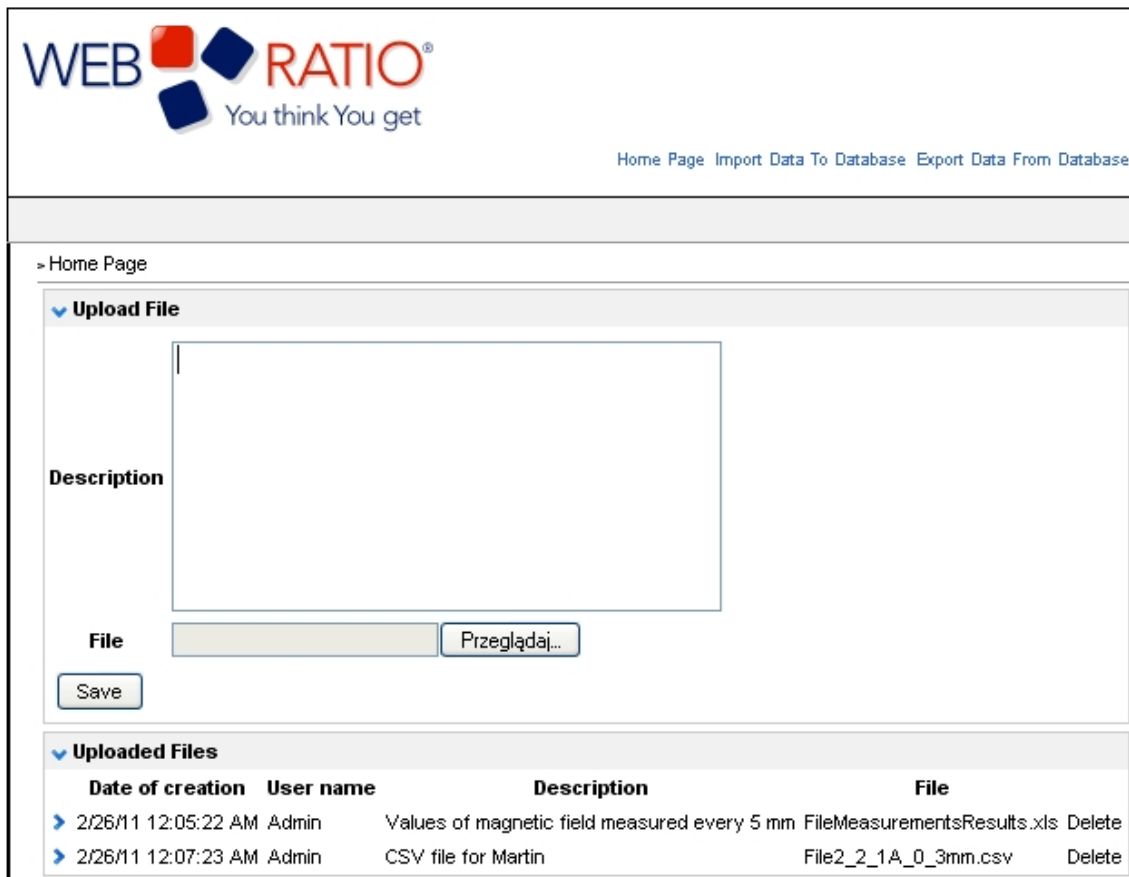 WEB RATIO®
You think You get
Home Page Import Data To Database Export Data From Database
» Home Page
Upload File
Description
File Przeglądaj...
Save
Uploaded Files
Date of creation User name Description File
2/26/11 12:05:22 AM Admin Values of magnetic field measured every 5 mm FileMeasurementsResults.xls Delete
2/26/11 12:07:23 AM Admin CSV file for Martin File2_2_1A_0_3mm.csv Delete